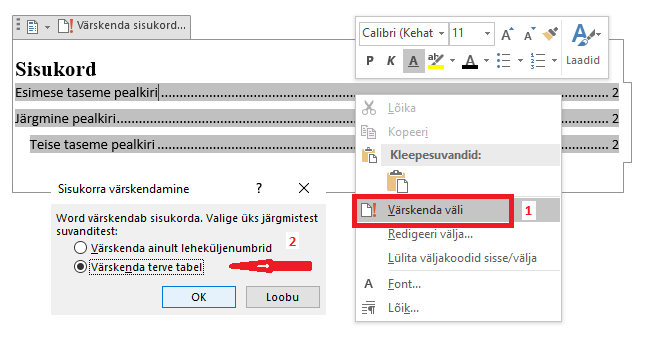 Värskenda sisukord...
Sisukord
Esimese taseme pealkiri........2
Järgmine pealkiri........2
Teise taseme pealkiri........2
Calibri (Kehat 11 A A
P K A aby A Laadid
Lõika
Kopeeri
Kleepesuvandid:
Värskenda väli 1
Redigeeri välja...
Lülita väljakoodid sisse/välja
A Font...
Lõik...
Sisukorra värskendamine ? ×
Word värskendab sisukorda. Valige üks järgmistest
suvanditest:
Värskenda ainult leheküljenumbrid 2
Värskenda terve tabel
OK Loobu